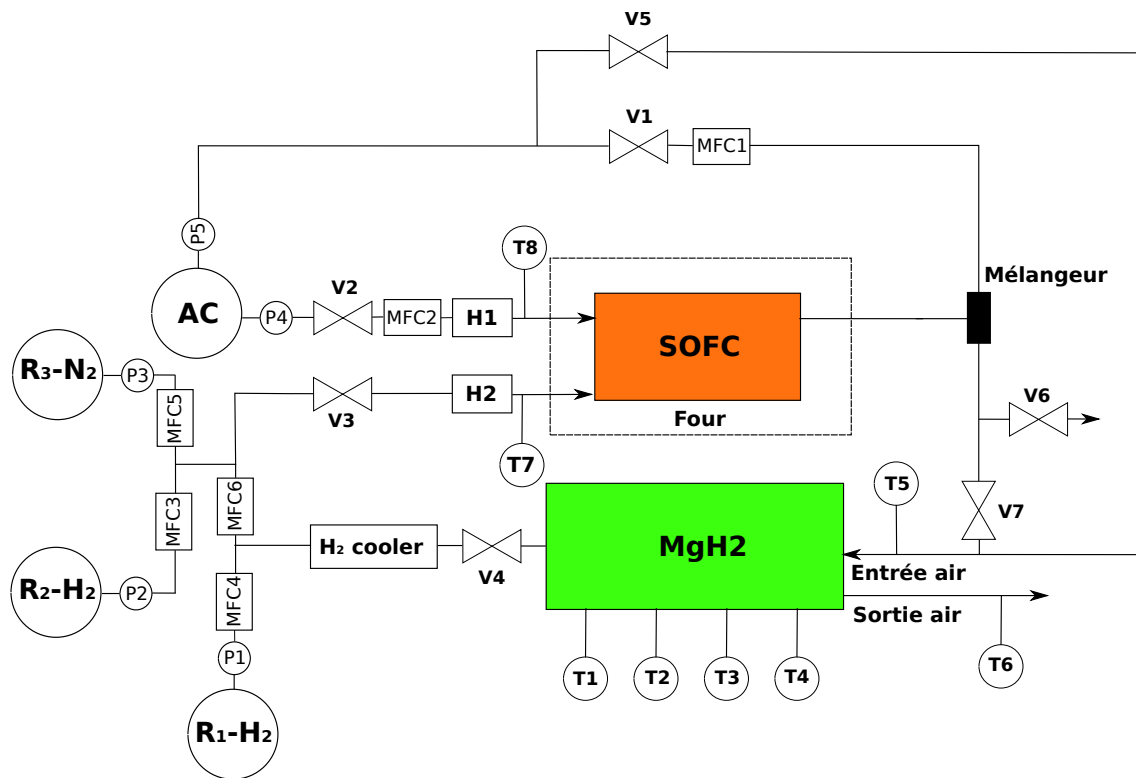 V5
V1
MFC1
P5
T8
Mélangeur
V2
AC
P4
MFC2
H1
SOFC
R₃-N₂
P3
MFC5
V3
H2
Four
V6
T7
T5
V7
MFC3
MFC6
H₂ cooler
V4
MgH2
Entrée air
Sortie air
R₂-H₂
P2
MFC4
P1
T1
T2
T3
T4
T6
R₁-H₂